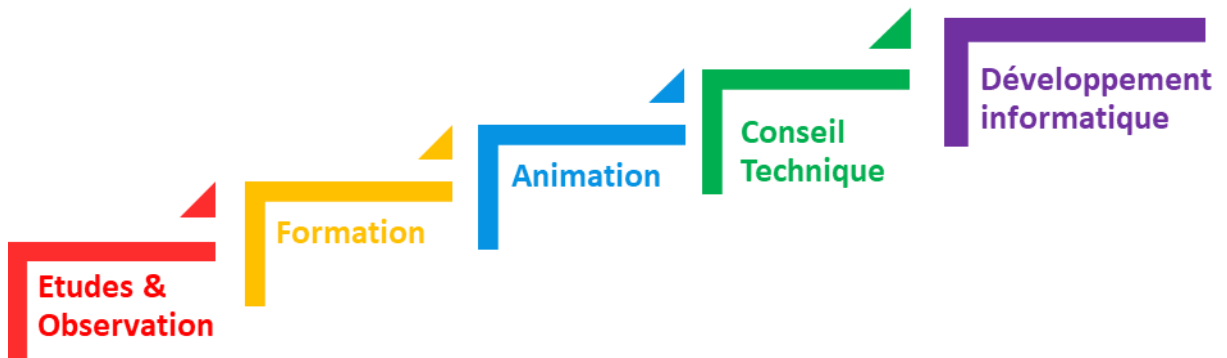 Etudes &
Observation
Formation
Animation
Conseil
Technique
Développement
informatique